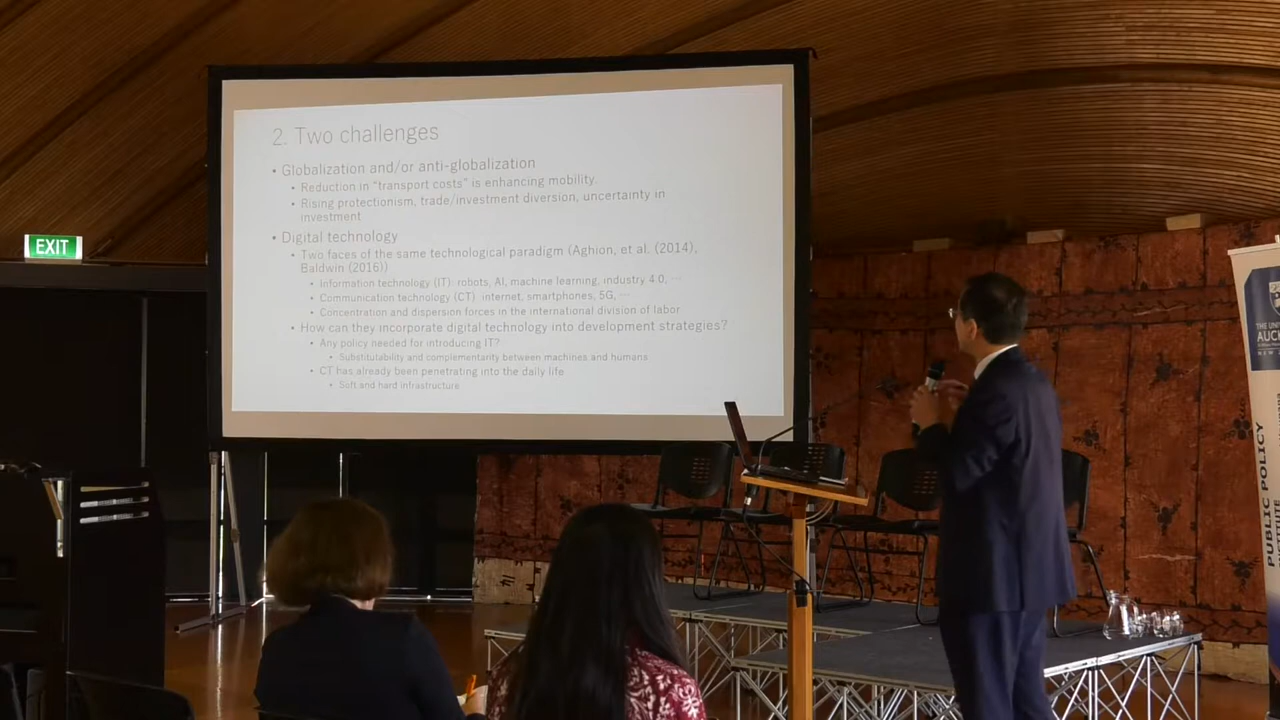 2. Two challenges
• Globalization and/or anti-globalization
• Reduction in "transport costs" is enhancing mobility.
• Rising protectionism, trade/investment diversion, uncertainty in
investment
• Digital technology
• Two faces of the same technological paradigm (Aghion, et al. (2014),
Baldwin (2016))
• Information technology (IT): robots, AI, machine learning, industry 4.0, …
• Communication technology (CT): internet, smartphones, 5G, …
• Concentration and dispersion forces in the international division of labor
• How can they incorporate digital technology into development strategies?
• Any policy needed for introducing IT?
• Substitutability and complementarity between machines and humans
• CT has already been penetrating into the daily life
• Soft and hard infrastructure
EXIT
THE UNI
AUCK
PUBLIC POLICY